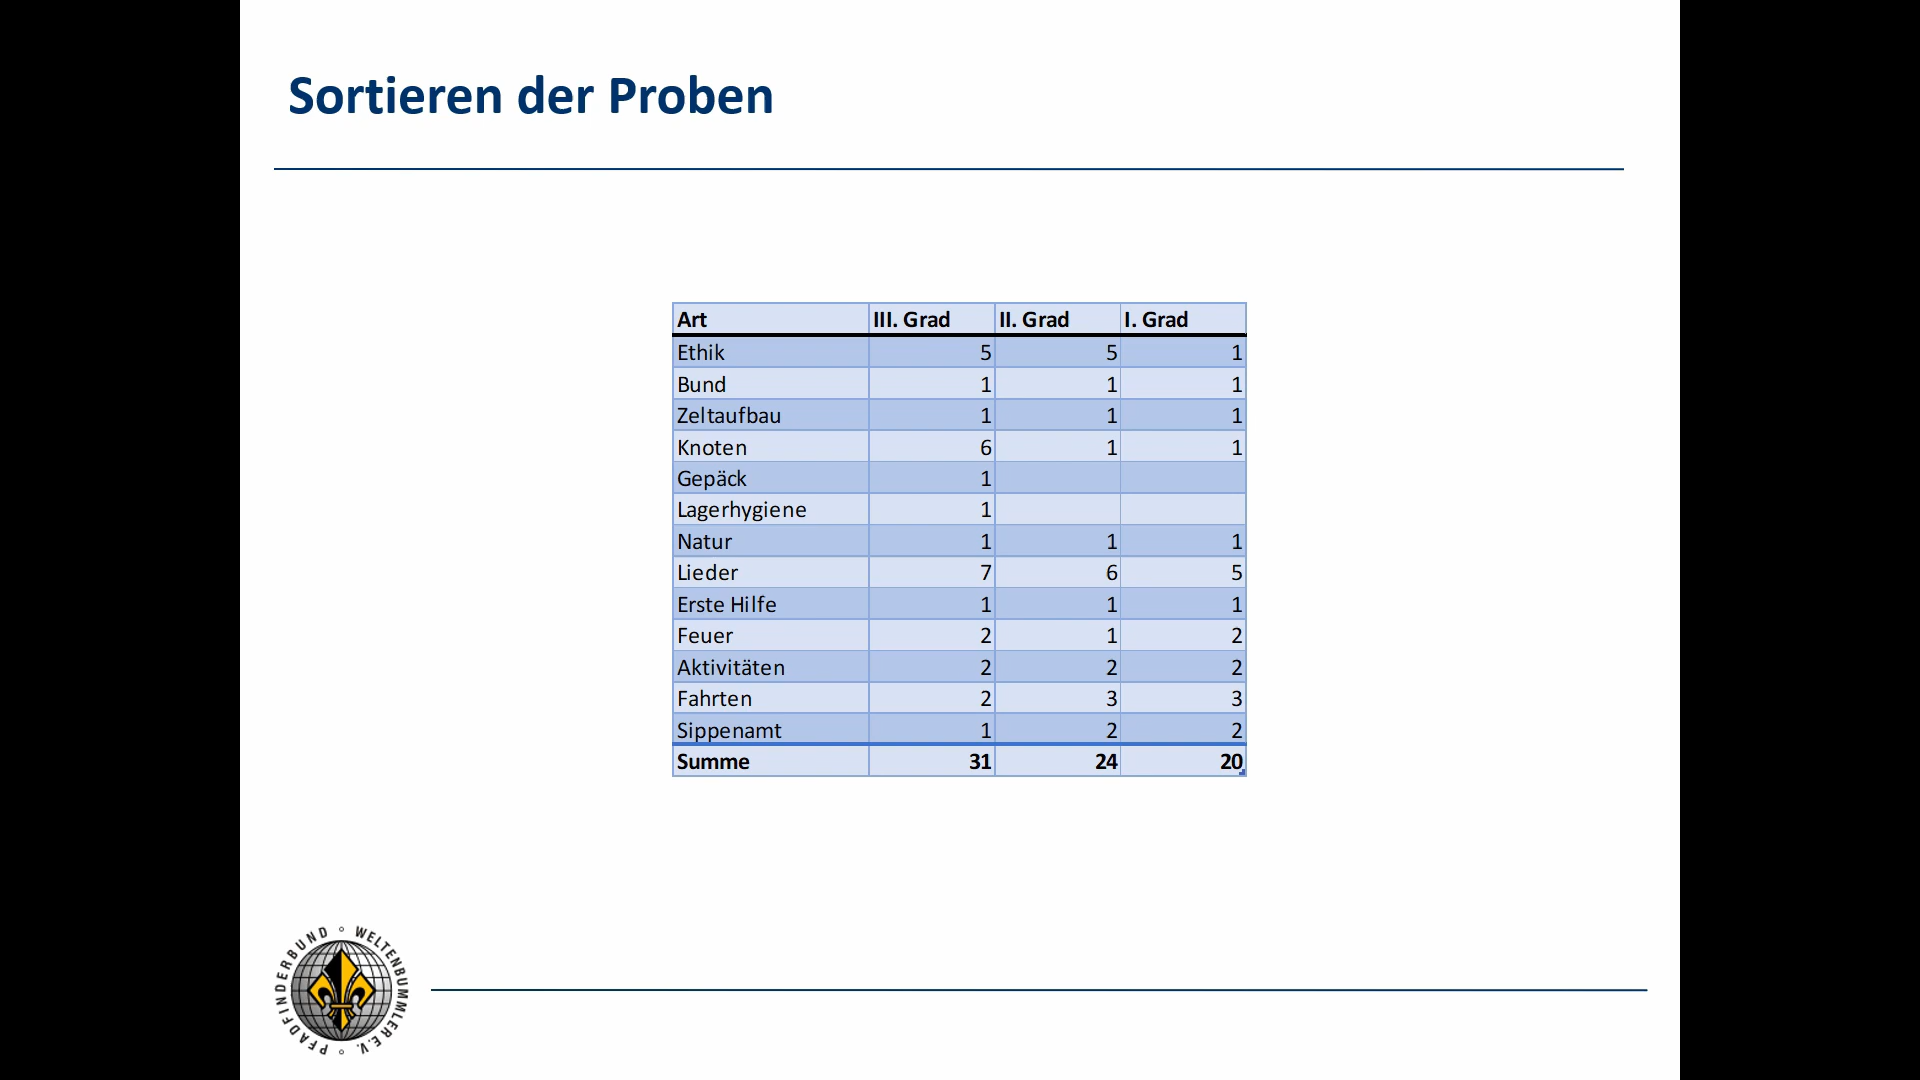 Sortieren der Proben
Art III. Grad II. Grad I. Grad
Ethik 5 5 1
Bund 1 1 1
Zeltaufbau 1 1 1
Knoten 6 1 1
Gepäck 1
Lagerhygiene 1
Natur 1 1 1
Lieder 7 6 5
Erste Hilfe 1 1 1
Feuer 2 1 2
Aktivitäten 2 2 2
Fahrten 2 3 3
Sippenamt 1 2 2
Summe 31 24 20
PFADFINDERBUND ° WELTENBUMMLER E.V. °